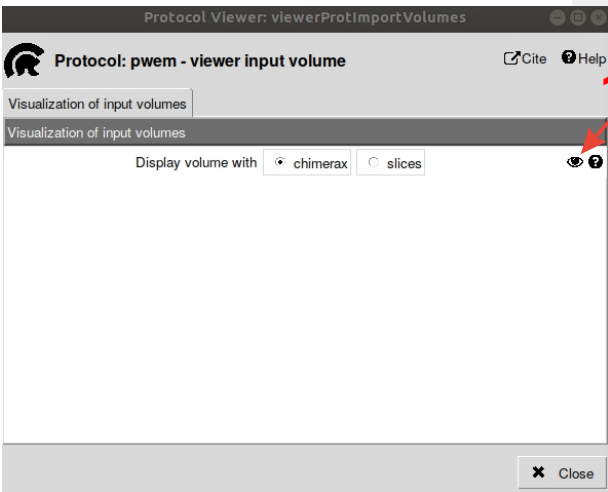 Protocol Viewer: viewerProtImportVolumes
Protocol: pwem - viewer input volume
Cite
Help
Visualization of input volumes
Visualization of input volumes
Display volume with chimerax slices
Close